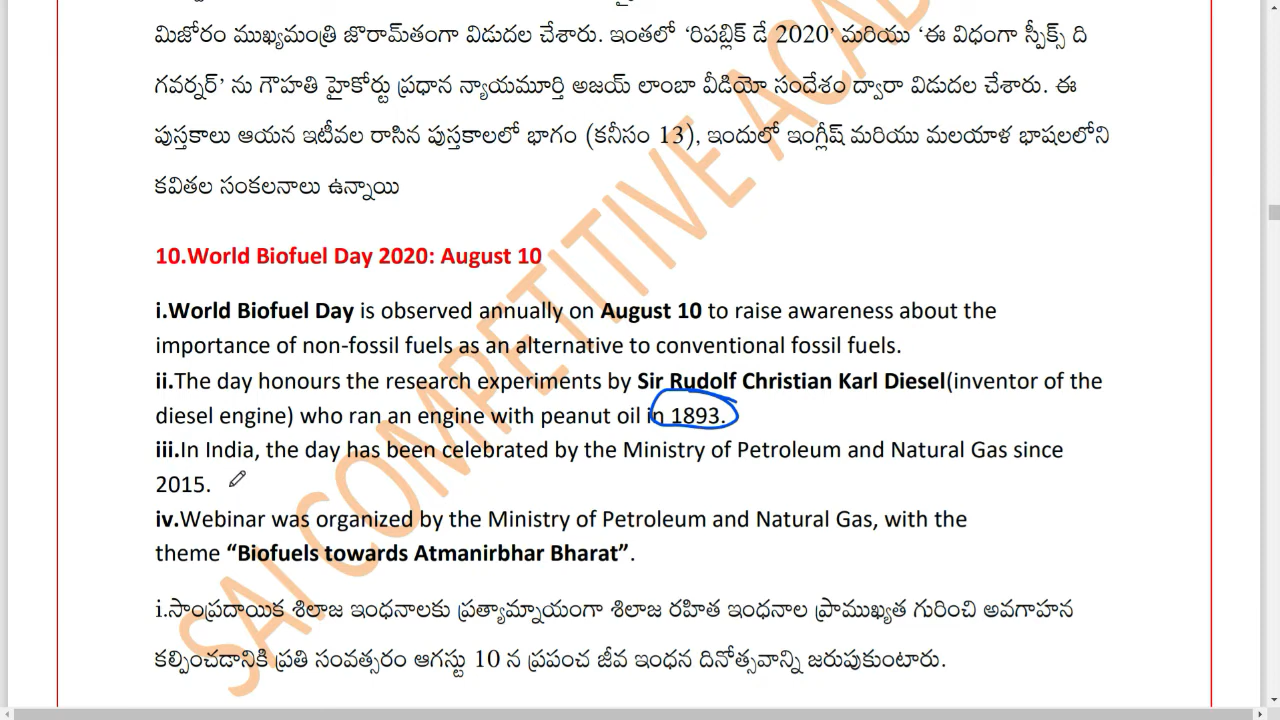 మిజోరం ముఖ్యమంత్రి జొరామ్‌తంగా విడుదల చేశారు. ఇంతలో ‘రిపబ్లిక్ డే 2020’ మరియు ‘ఈ విధంగా స్పీక్స్ ది
గవర్నర్’ ను గౌహతి హైకోర్టు ప్రధాన న్యాయమూర్తి అజయ్ లాంబా వీడియో సందేశం ద్వారా విడుదల చేశారు. ఈ
పుస్తకాలు ఆయన ఇటీవల రాసిన పుస్తకాలలో భాగం (కనీసం 13), ఇందులో ఇంగ్లీష్ మరియు మలయాళ భాషలలోని
కవితల సంకలనాలు ఉన్నాయి
10.World Biofuel Day 2020: August 10
i.World Biofuel Day is observed annually on August 10 to raise awareness about the
importance of non-fossil fuels as an alternative to conventional fossil fuels.
ii.The day honours the research experiments by Sir Rudolf Christian Karl Diesel(inventor of the
diesel engine) who ran an engine with peanut oil in 1893.
iii.In India, the day has been celebrated by the Ministry of Petroleum and Natural Gas since
2015.
iv.Webinar was organized by the Ministry of Petroleum and Natural Gas, with the
theme “Biofuels towards Atmanirbhar Bharat”.
i.సాంప్రదాయిక శిలాజ ఇంధనాలకు ప్రత్యామ్నాయంగా శిలాజ రహిత ఇంధనాల ప్రాముఖ్యత గురించి అవగాహన
కల్పించడానికి ప్రతి సంవత్సరం ఆగస్టు 10 న ప్రపంచ జీవ ఇంధన దినోత్సవాన్ని జరుపుకుంటారు.
SAI COMPETITIVE ACA